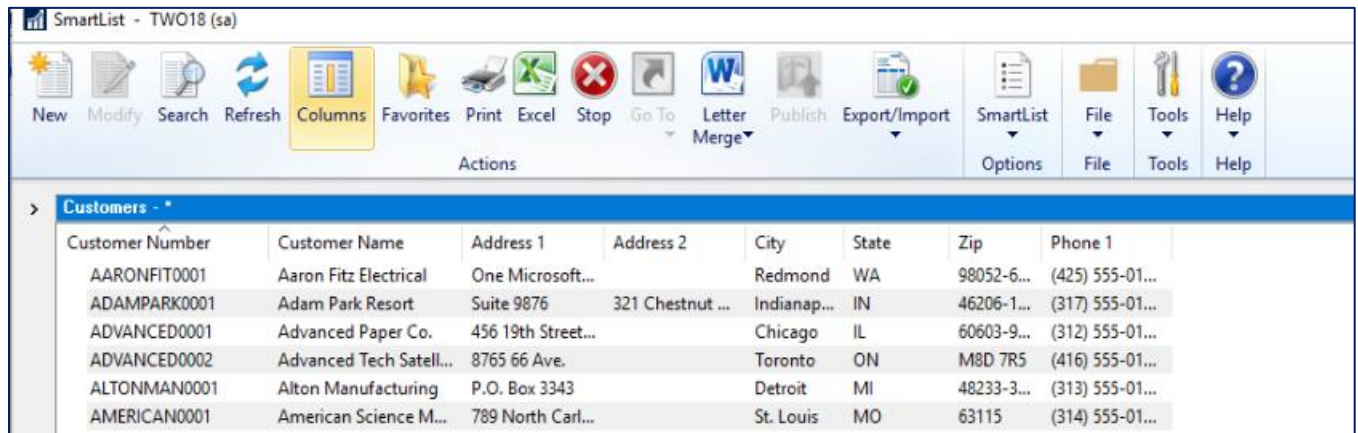 SmartList - TWO18 (sa)
New Modify Search Refresh Columns Favorites Print Excel Stop Go To Letter Merge Publish Export/Import SmartList File Tools Help
Actions Options File Tools Help
Customers - *
Customer Number Customer Name Address 1 Address 2 City State Zip Phone 1
AARONFIT0001 Aaron Fitz Electrical One Microsoft... Redmond WA 98052-6... (425) 555-01...
ADAMPARK0001 Adam Park Resort Suite 9876 321 Chestnut ... Indianap... IN 46206-1... (317) 555-01...
ADVANCED0001 Advanced Paper Co. 456 19th Street... Chicago IL 60603-9... (312) 555-01...
ADVANCED0002 Advanced Tech Satell... 8765 66 Ave. Toronto ON M8D 7R5 (416) 555-01...
ALTONMAN0001 Alton Manufacturing P.O. Box 3343 Detroit MI 48233-3... (313) 555-01...
AMERICAN0001 American Science M... 789 North Carl... St. Louis MO 63115 (314) 555-01...